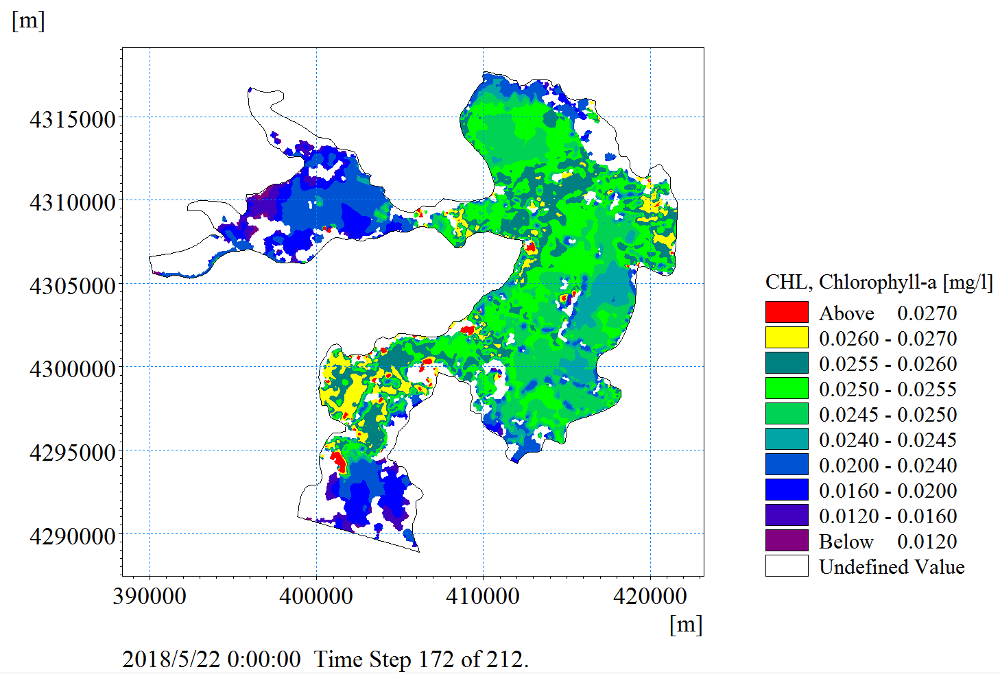 [m]
4315000
4310000
4305000
4300000
4295000
4290000
390000 400000 410000 420000
[m]
CHL, Chlorophyll-a [mg/l]
Above 0.0270
0.0260 - 0.0270
0.0255 - 0.0260
0.0250 - 0.0255
0.0245 - 0.0250
0.0240 - 0.0245
0.0200 - 0.0240
0.0160 - 0.0200
0.0120 - 0.0160
Below 0.0120
Undefined Value
2018/5/22 0:00:00 Time Step 172 of 212.